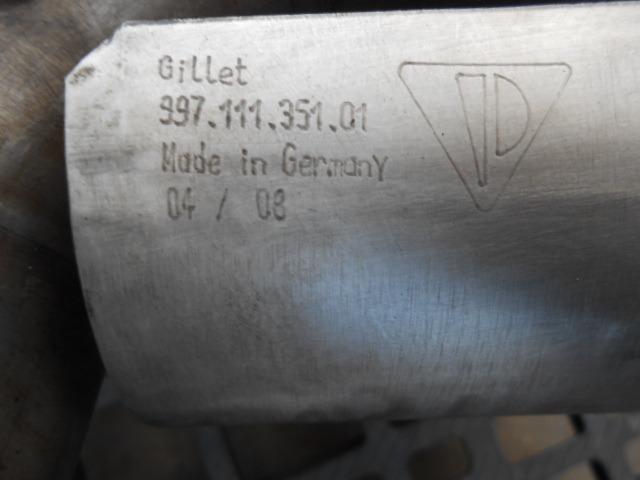 Gillet
997.111.351.01
Made in Germany
04 / 08